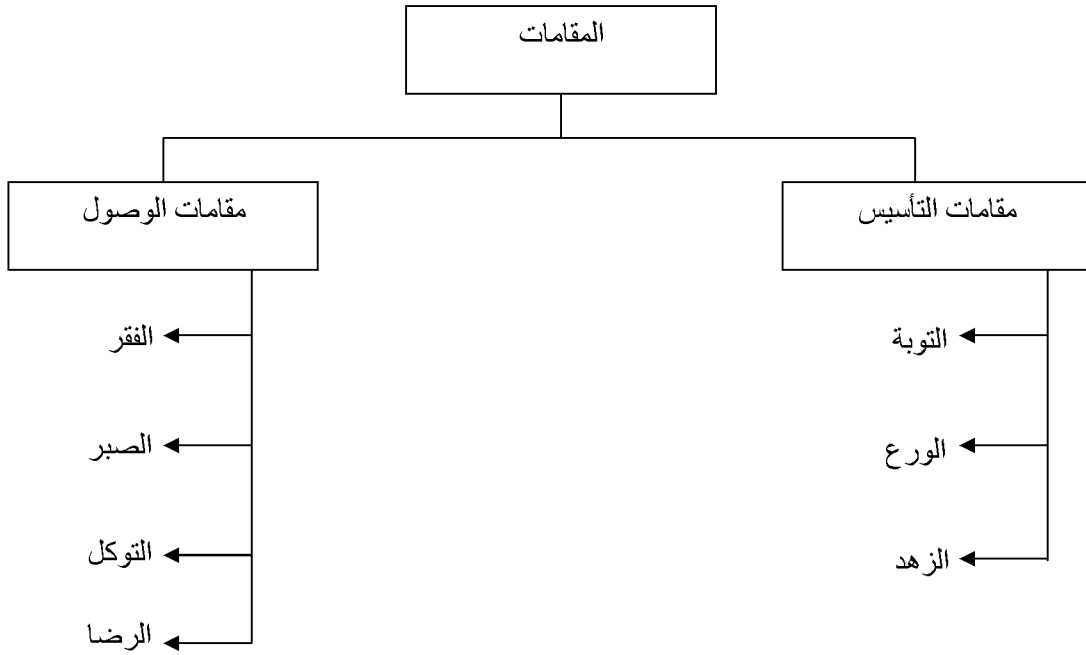 المقامات
مقامات التأسيس
التوبة
الورع
الزهد
مقامات الوصول
الفقر
الصبر
التوكل
الرضا